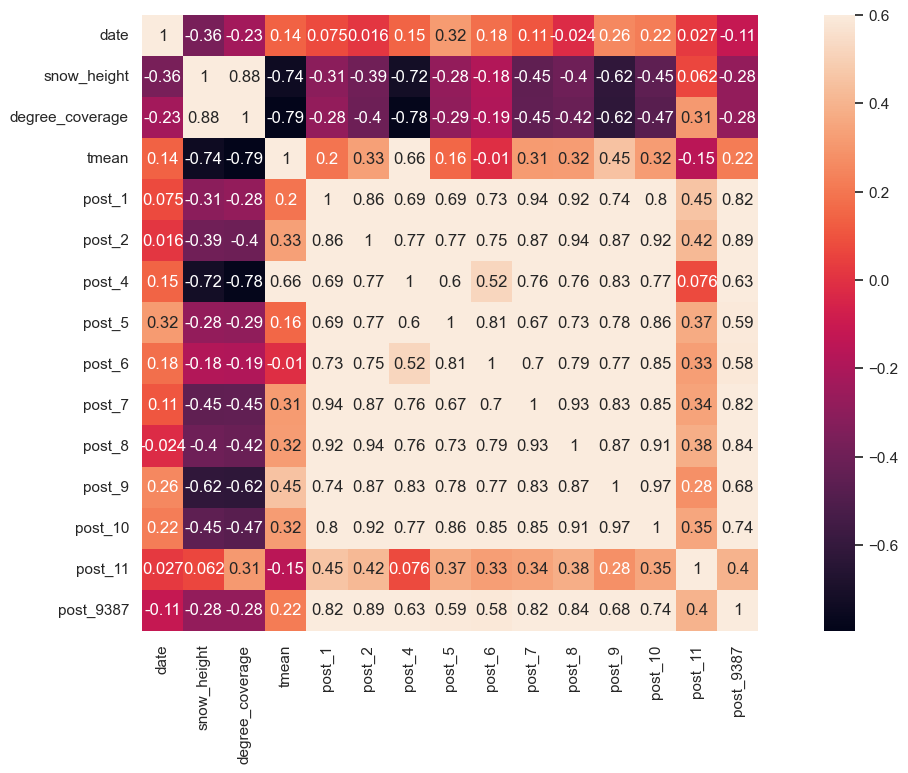 date 1 -0.36 -0.23 0.14 0.075 0.016 0.15 0.32 0.18 0.11 -0.024 0.26 0.22 0.027 -0.11
snow_height -0.36 1 0.88 -0.74 -0.31 -0.39 -0.72 -0.28 -0.18 -0.45 -0.4 -0.62 -0.45 0.062 -0.28
degree_coverage -0.23 0.88 1 -0.79 -0.28 -0.4 -0.78 -0.29 -0.19 -0.45 -0.42 -0.62 -0.47 0.31 -0.28
tmean 0.14 -0.74 -0.79 1 0.2 0.33 0.66 0.16 -0.01 0.31 0.32 0.45 0.32 -0.15 0.22
post_1 0.075 -0.31 -0.28 0.2 1 0.86 0.69 0.69 0.73 0.94 0.92 0.74 0.8 0.45 0.82
post_2 0.016 -0.39 -0.4 0.33 0.86 1 0.77 0.77 0.75 0.87 0.94 0.87 0.92 0.42 0.89
post_4 0.15 -0.72 -0.78 0.66 0.69 0.77 1 0.6 0.52 0.76 0.76 0.83 0.77 0.076 0.63
post_5 0.32 -0.28 -0.29 0.16 0.69 0.77 0.6 1 0.81 0.67 0.73 0.78 0.86 0.37 0.59
post_6 0.18 -0.18 -0.19 -0.01 0.73 0.75 0.52 0.81 1 0.7 0.79 0.77 0.85 0.33 0.58
post_7 0.11 -0.45 -0.45 0.31 0.94 0.87 0.76 0.67 0.7 1 0.93 0.83 0.85 0.34 0.82
post_8 -0.024 -0.4 -0.42 0.32 0.92 0.94 0.76 0.73 0.79 0.93 1 0.87 0.91 0.38 0.84
post_9 0.26 -0.62 -0.62 0.45 0.74 0.87 0.83 0.78 0.77 0.83 0.87 1 0.97 0.28 0.68
post_10 0.22 -0.45 -0.47 0.32 0.8 0.92 0.77 0.86 0.85 0.85 0.91 0.97 1 0.35 0.74
post_11 0.027 0.062 0.31 -0.15 0.45 0.42 0.076 0.37 0.33 0.34 0.38 0.28 0.35 1 0.4
post_9387 -0.11 -0.28 -0.28 0.22 0.82 0.89 0.63 0.59 0.58 0.82 0.84 0.68 0.74 0.4 1
date snow_height degree_coverage tmean post_1 post_2 post_4 post_5 post_6 post_7 post_8 post_9 post_10 post_11 post_9387
0.6
0.4
0.2
0.0
−0.2
−0.4
−0.6